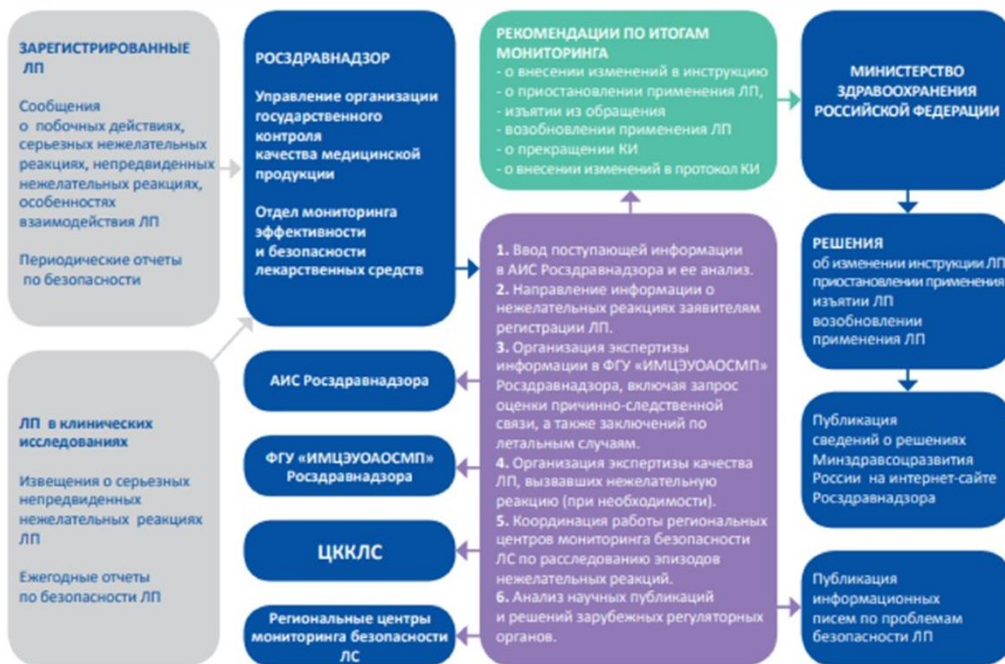 ЗАРЕГИСТРИРОВАННЫЕ
ЛП
Сообщения
о побочных действиях,
серьезных нежелательных
реакциях, непредвиденных
нежелательных реакциях,
особенностях
взаимодействия ЛП
Периодические отчеты
по безопасности
ЛП в клинических
исследованиях
Извещения о серьезных
непредвиденных
нежелательных реакциях
ЛП
Ежегодные отчеты
по безопасности ЛП
РОСЗДРАВНАДЗОР
Управление организации
государственного
контроля
качества медицинской
продукции
Отдел мониторинга
эффективности
и безопасности
лекарственных средств
АИС Росздравнадзора
ФГУ «ИМЦЭУОАОСМП»
Росздравнадзора
ЦККЛС
Региональные центры
мониторинга безопасности
ЛС
РЕКОМЕНДАЦИИ ПО ИТОГАМ
МОНИТОРИНГА
- о внесении изменений в инструкцию
- о приостановлении применения ЛП,
- изъятии из обращения
- возобновлении применения ЛП
- о прекращении КИ
- о внесении изменений в протокол КИ
1. Ввод поступающей информации
в АИС Росздравнадзора и ее анализ.
2. Направление информации о
нежелательных реакциях заявителям
регистрации ЛП.
3. Организация экспертизы
информации в ФГУ «ИМЦЭУОАОСМП»
Росздравнадзора, включая запрос
оценки причинно-следственной
связи, а также заключений по
летальным случаям.
4. Организация экспертизы качества
ЛП, вызвавших нежелательную
реакцию (при необходимости).
5. Координация работы региональных
центров мониторинга безопасности
ЛС по расследованию эпизодов
нежелательных реакций.
6. Анализ научных публикаций
и решений зарубежных регуляторных
органов.
МИНИСТЕРСТВО
ЗДРАВООХРАНЕНИЯ
РОССИЙСКОЙ ФЕДЕРАЦИИ
РЕШЕНИЯ
об изменении инструкции ЛП
приостановлении применения
изъятии ЛП
возобновлении
применения ЛП
Публикация
сведений о решениях
Минздравсоцразвития
России на интернет-сайте
Росздравнадзора
Публикация
информационных
писем по проблемам
безопасности ЛП